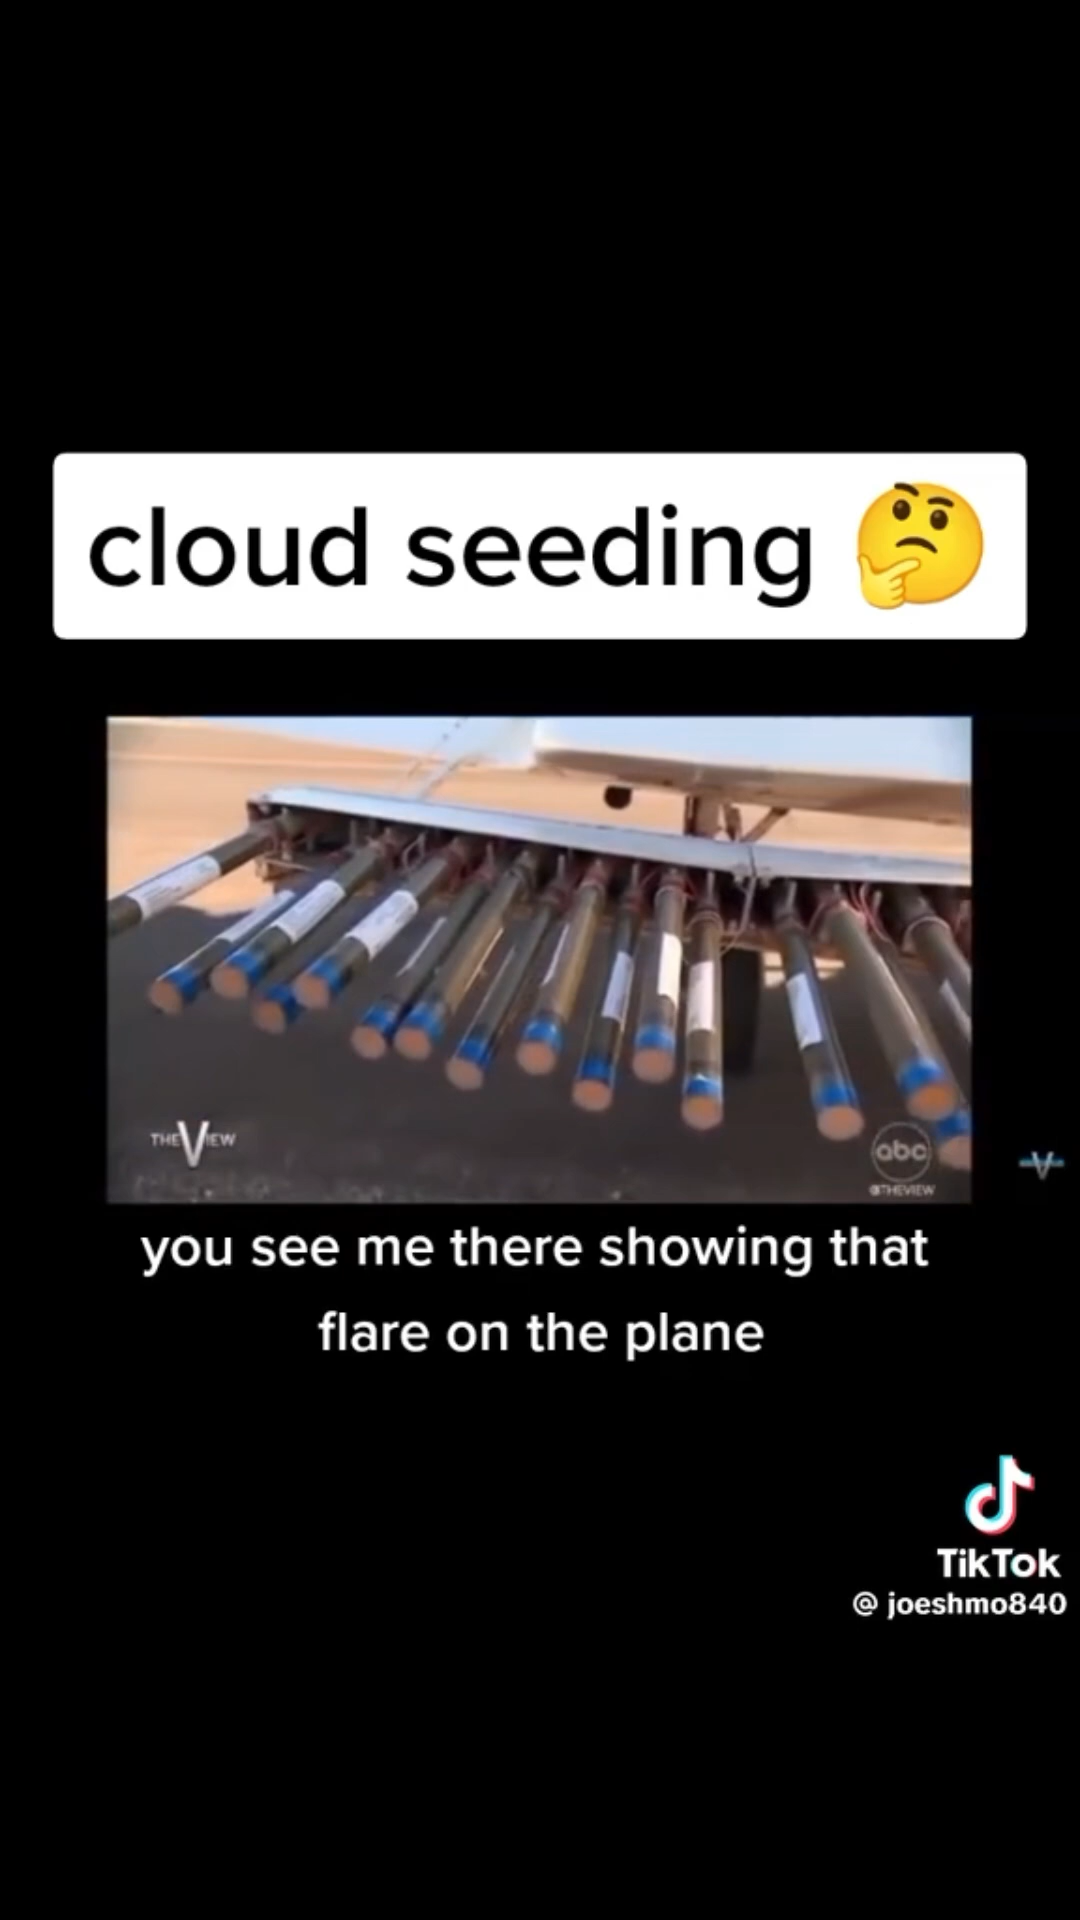 cloud seeding 🤔
THE VIEW
abc
@THEVIEW
you see me there showing that
flare on the plane
TikTok
@ joeshmo840